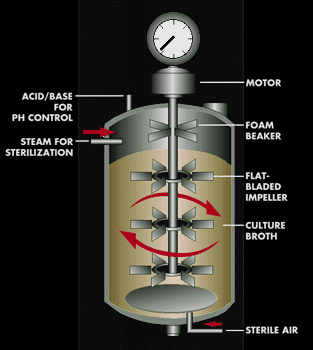 MOTOR
ACID/BASE
FOR
PH CONTROL
FOAM
BEAKER
STEAM FOR
STERILIZATION
FLAT-
BLADED
IMPELLER
CULTURE
BROTH
STERILE AIR